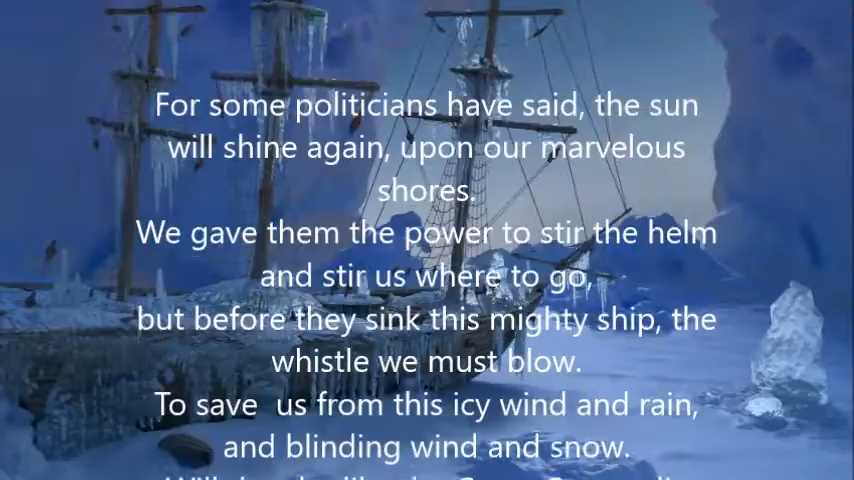 For some politicians have said, the sun
will shine again, upon our marvelous
shores.
We gave them the power to stir the helm
and stir us where to go,
but before they sink this mighty ship, the
whistle we must blow.
To save  us from this icy wind and rain,
and blinding wind and snow.